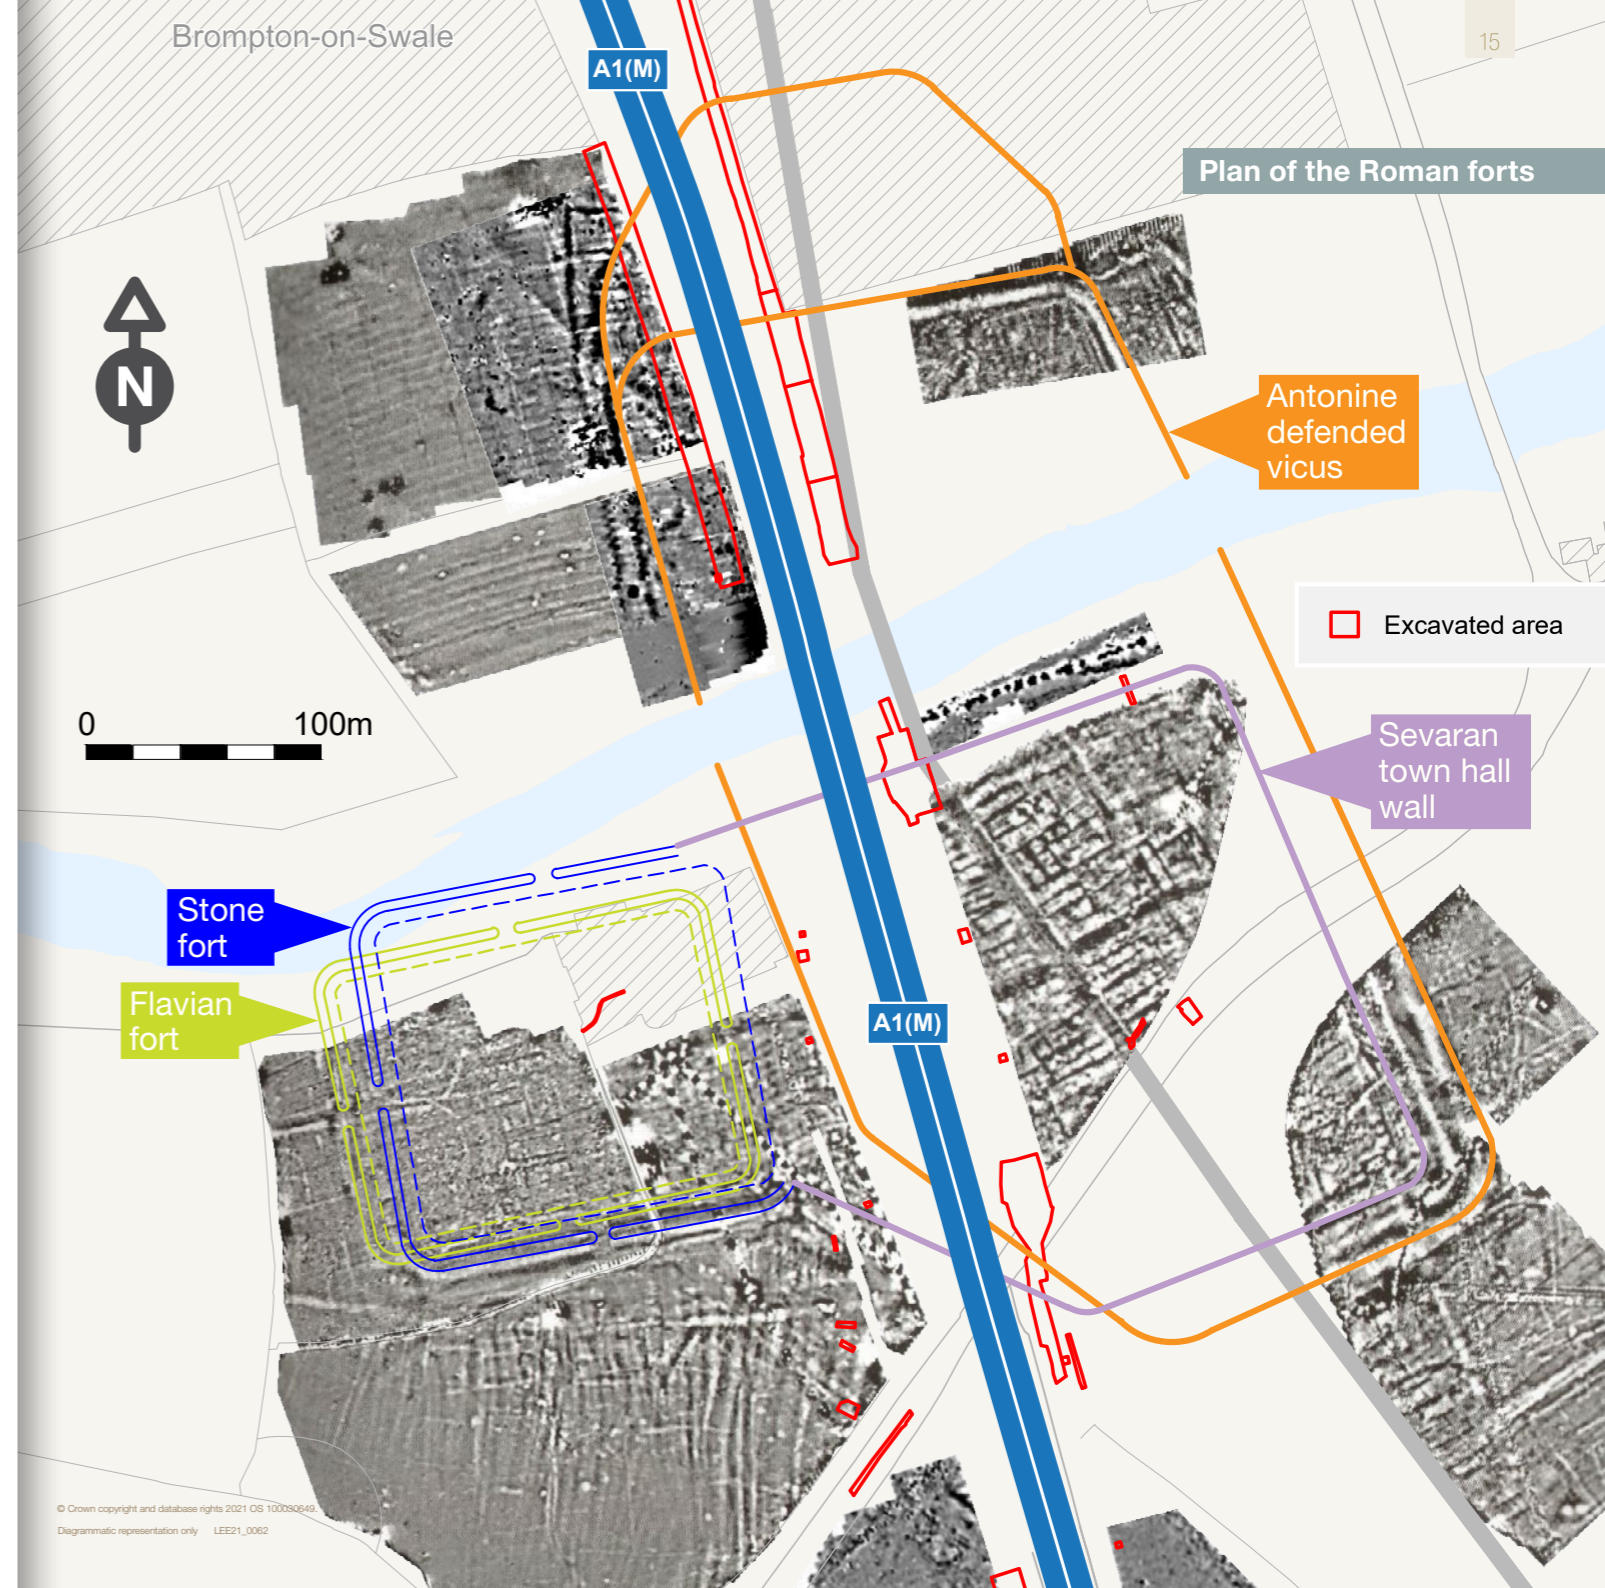 Brompton-on-Swale
15
A1(M)
Plan of the Roman forts
N
Antonine
defended
vicus
Excavated area
0 100m
Sevaran
town hall
wall
Stone
fort
Flavian
fort
A1(M)
© Crown copyright and database rights 2021 OS 100030649.
Diagrammatic representation only LEE21_0062